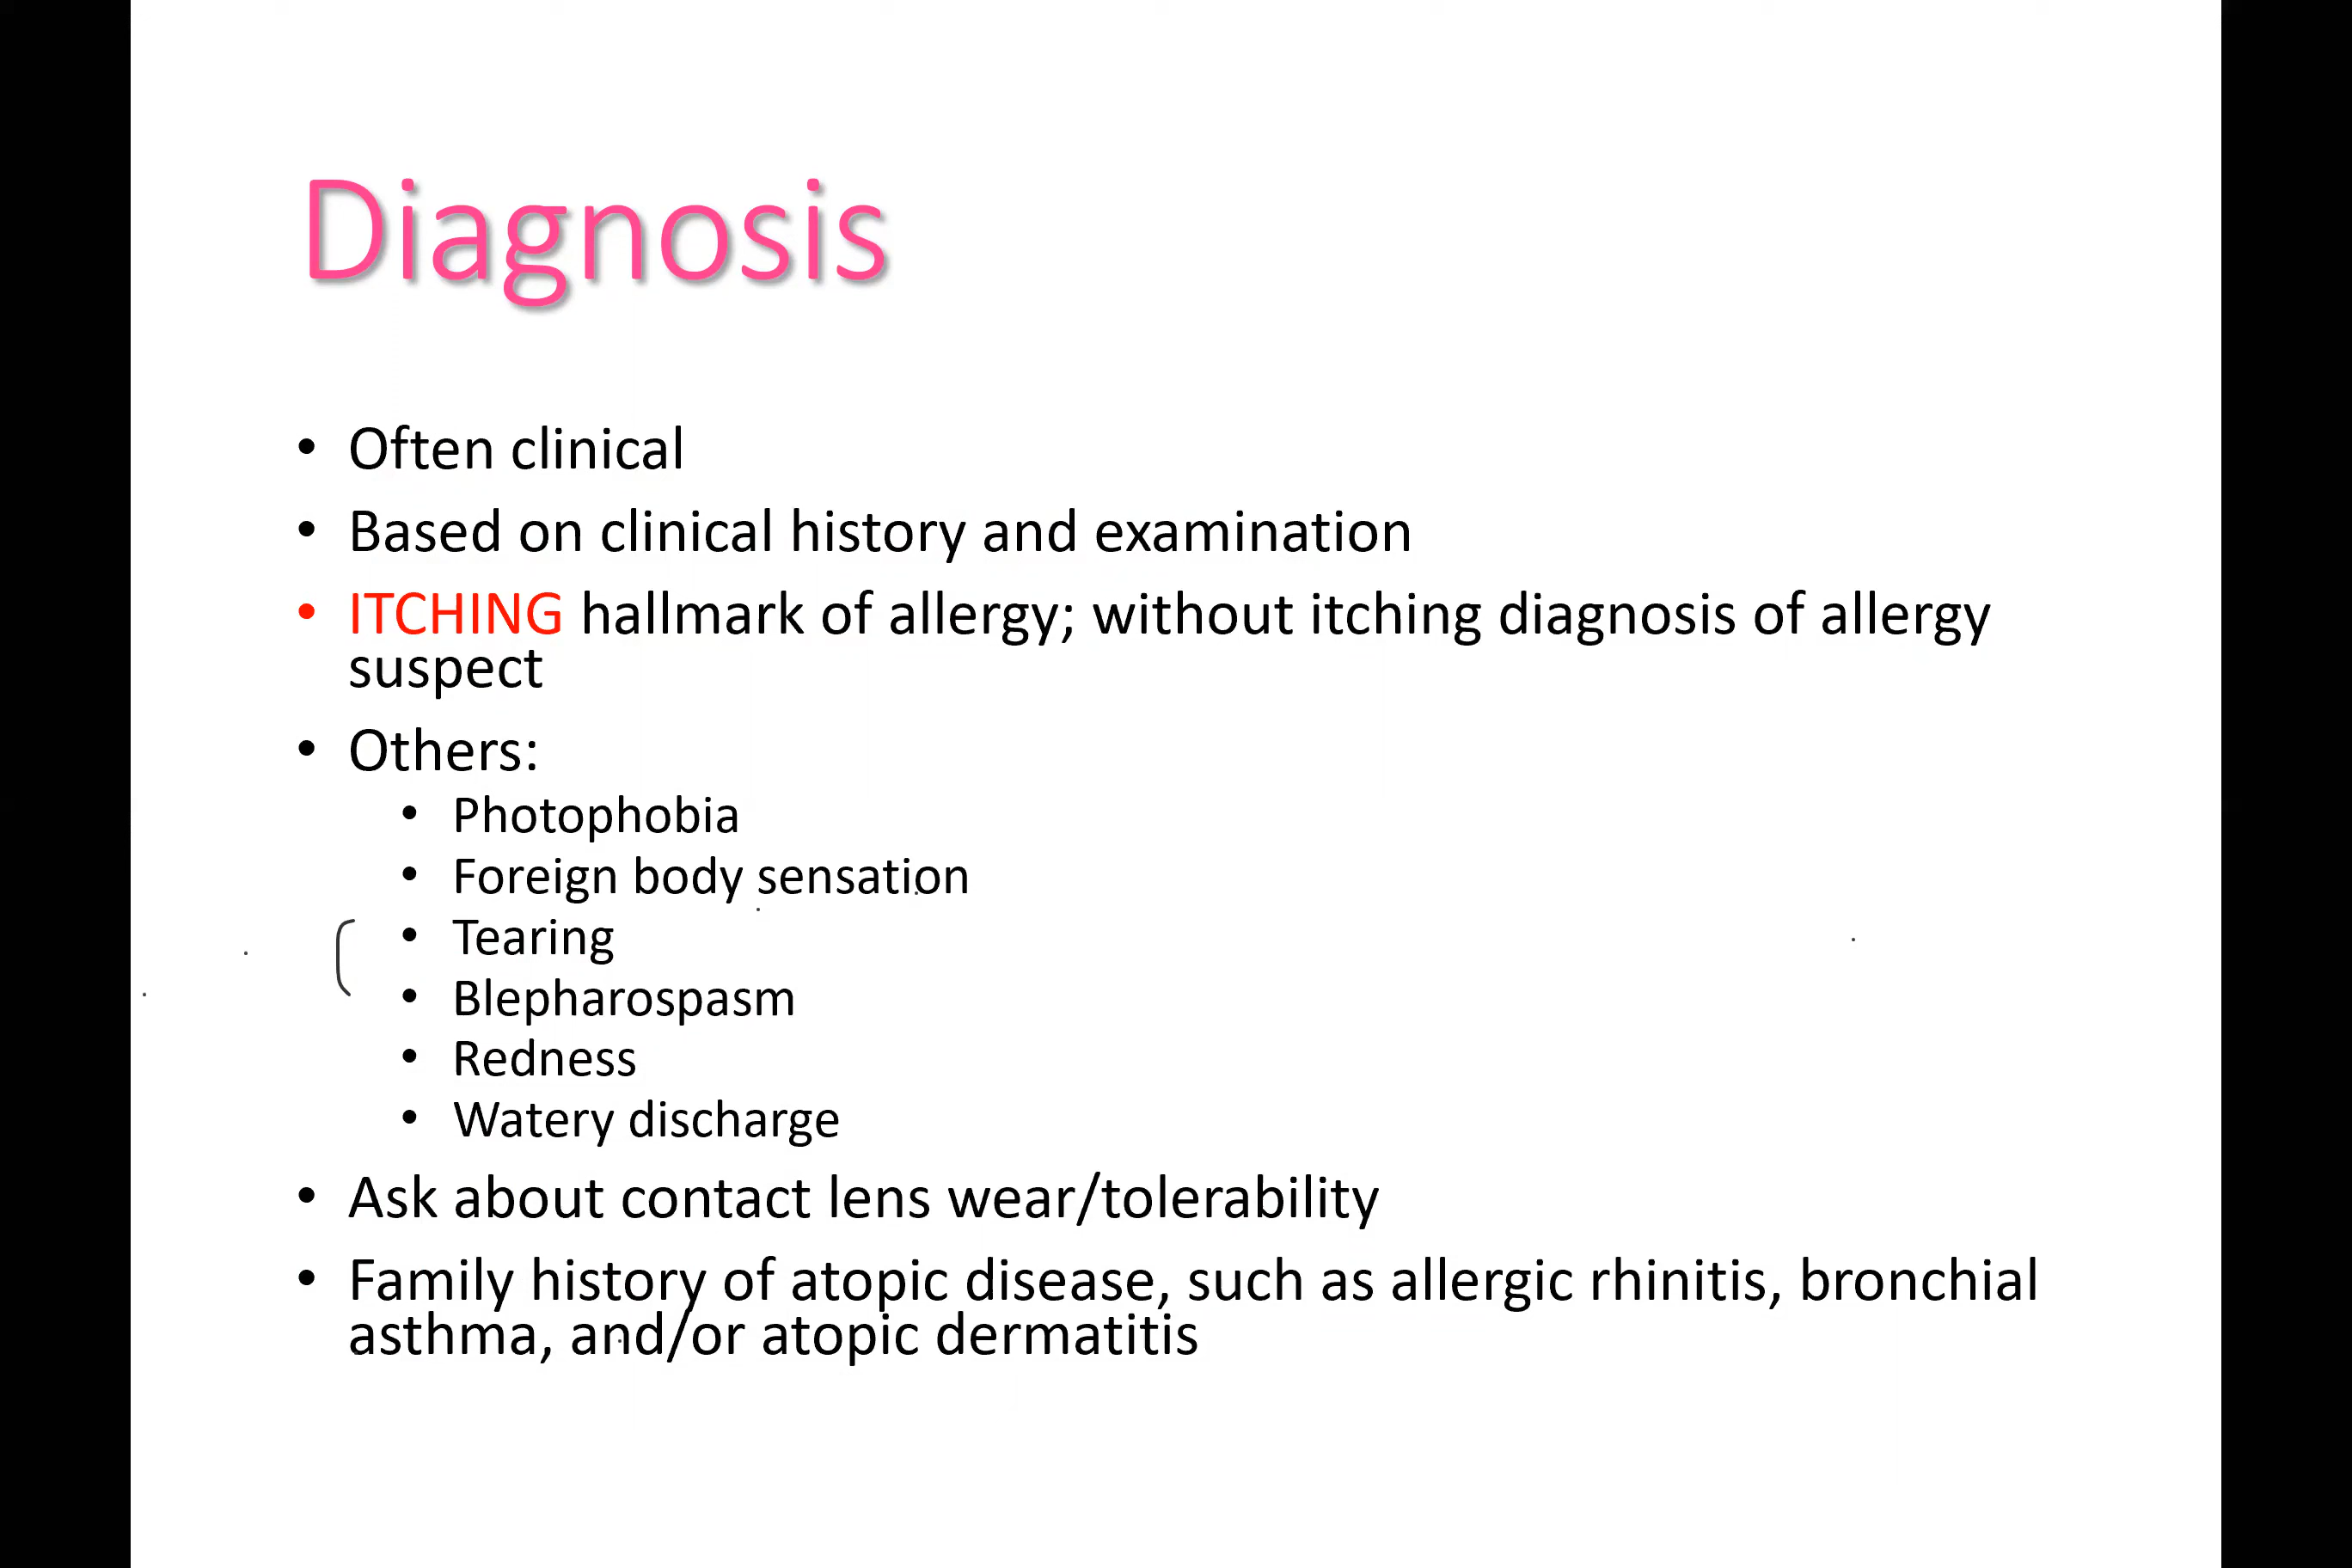 Diagnosis
• Often clinical
• Based on clinical history and examination
• ITCHING hallmark of allergy; without itching diagnosis of allergy
suspect
• Others:
• Photophobia
• Foreign body sensation
• Tearing
• Blepharospasm
• Redness
• Watery discharge
• Ask about contact lens wear/tolerability
• Family history of atopic disease, such as allergic rhinitis, bronchial
asthma, and/or atopic dermatitis